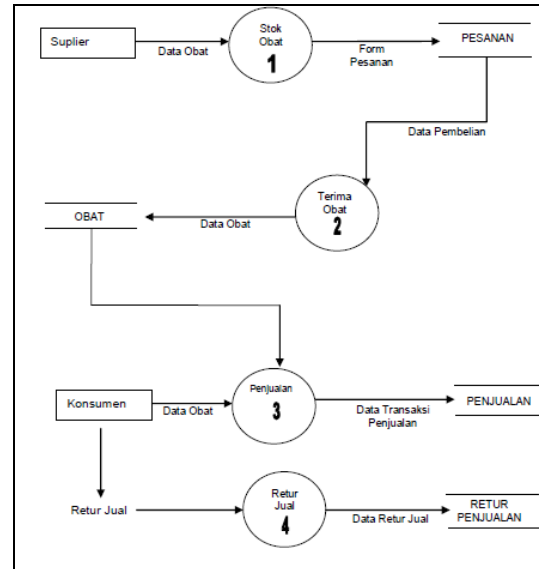 Suplier
Data Obat
Stok
Obat
1
Form
Pesanan
PESANAN
Data Pembelian
Terima
Obat
2
Data Obat
OBAT
Konsumen
Data Obat
Penjualan
3
Data Transaksi
Penjualan
PENJUALAN
Retur Jual
Retur
Jual
4
Data Retur Jual
RETUR
PENJUALAN